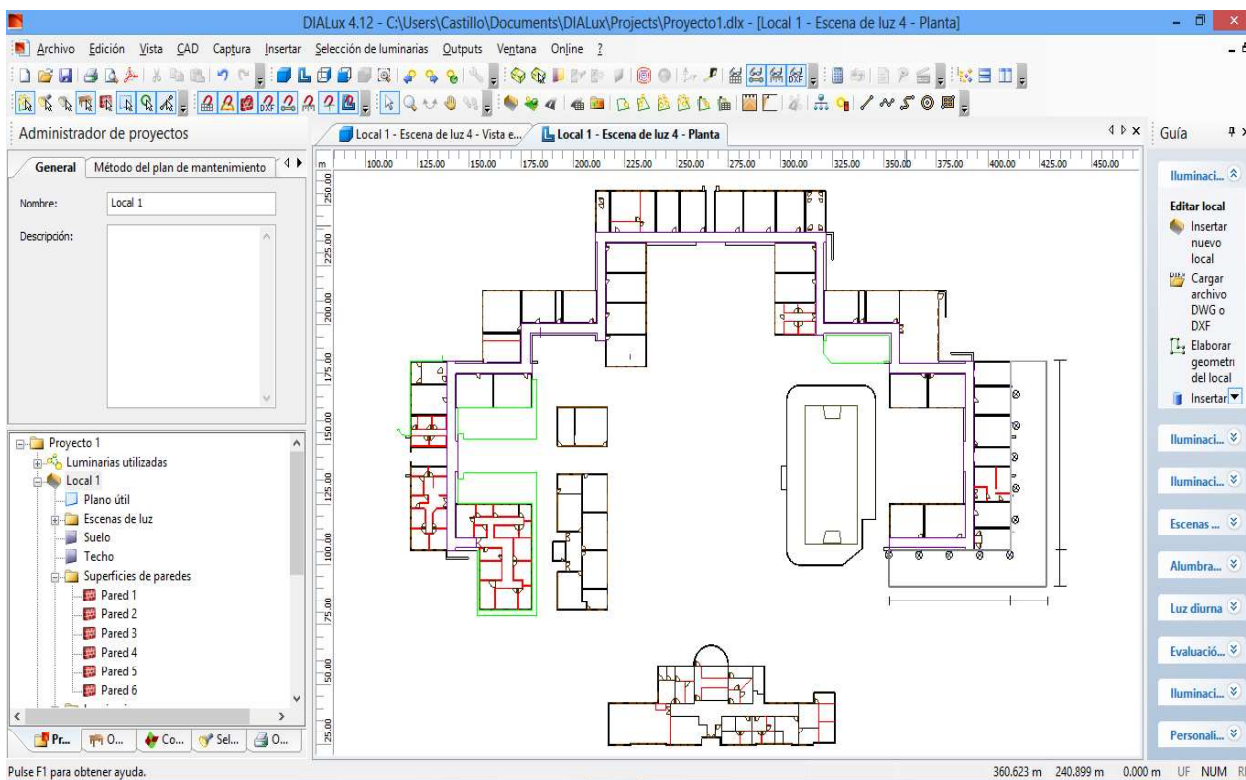 DIALux 4.12 - C:\Users\Castillo\Documents\DIALux\Projects\Proyecto1.dlx - [Local 1 - Escena de luz 4 - Planta]
Archivo Edición Vista CAD Captura Insertar Selección de luminarias Outputs Ventana Online ?
Administrador de proyectos
Local 1 - Escena de luz 4 - Vista e...
Local 1 - Escena de luz 4 - Planta
Guía
General
Método del plan de mantenimiento
Nombre:
Local 1
Descripción:
m 100.00 125.00 150.00 175.00 200.00 225.00 250.00 275.00 300.00 325.00 350.00 375.00 400.00 425.00 450.00
250.00
225.00
200.00
175.00
150.00
125.00
100.00
75.00
50.00
25.00
Proyecto 1
Luminarias utilizadas
Local 1
Plano útil
Escenas de luz
Suelo
Techo
Superficies de paredes
Pared 1
Pared 2
Pared 3
Pared 4
Pared 5
Pared 6
Pr...
O...
Co...
Sel...
O...
Iluminaci...
Editar local
Insertar
nuevo
local
Cargar
archivo
DWG o
DXF
Elaborar
geometrí
del local
Insertar
Iluminaci...
Iluminaci...
Escenas ...
Alumbra...
Luz diurna
Evaluació...
Iluminaci...
Personali...
Pulse F1 para obtener ayuda.
360.623 m 240.899 m 0.000 m UF NUM